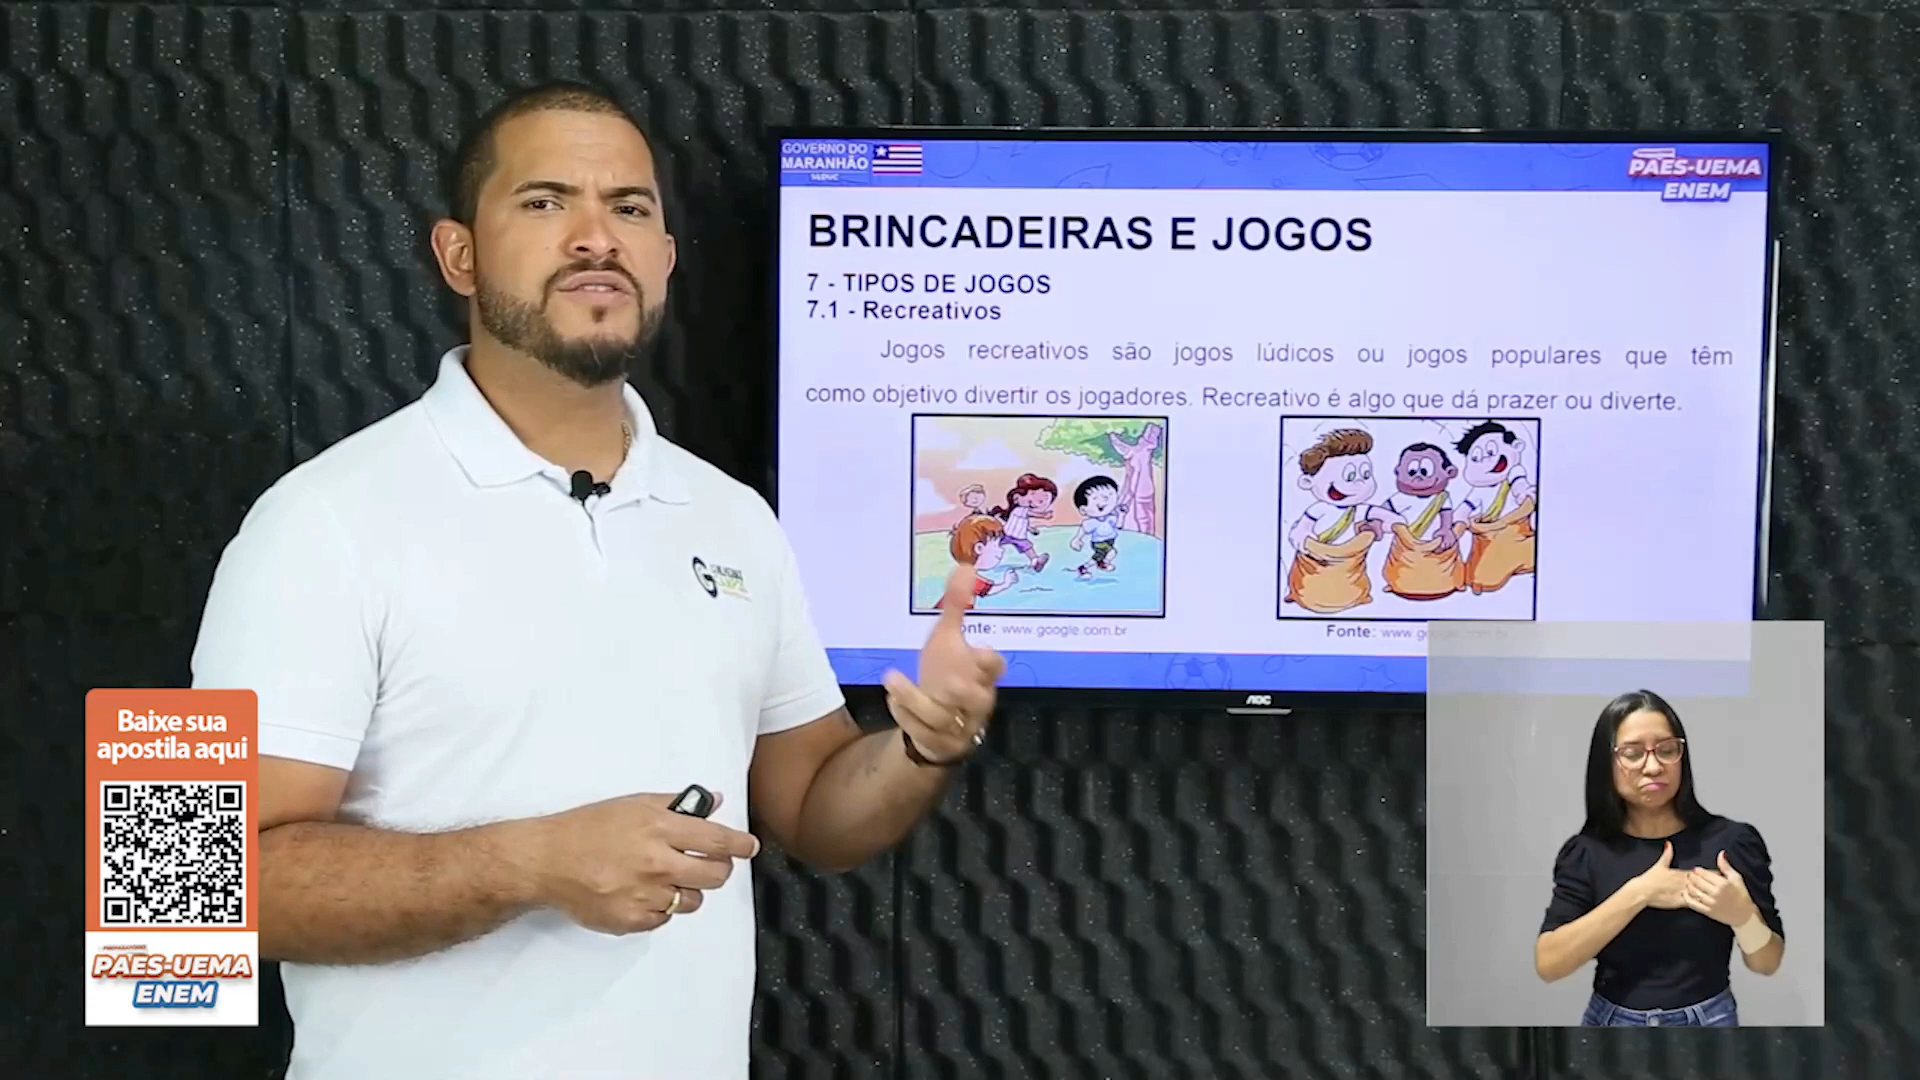 GOVERNO DO
MARANHÃO
PAES-UEMA
ENEM
BRINCADEIRAS E JOGOS
7 - TIPOS DE JOGOS
7.1 - Recreativos
Jogos recreativos são jogos lúdicos ou jogos populares que têm
como objetivo divertir os jogadores. Recreativo é algo que dá prazer ou diverte.
www.google.com.br
Fonte:
AOC
Baixe sua
apostila aqui
PAES-UEMA
ENEM